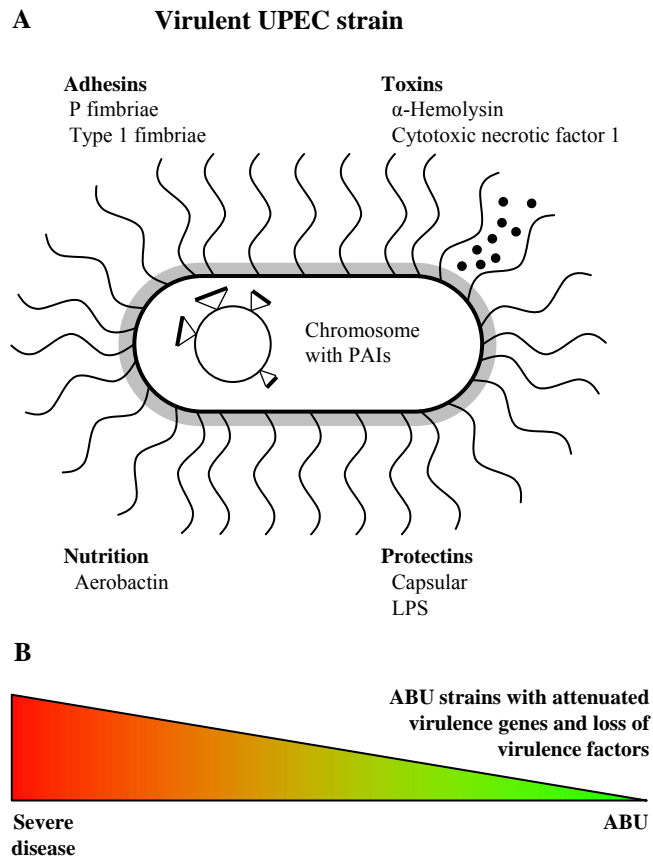 A
Virulent UPEC strain
Adhesins
P fimbriae
Type 1 fimbriae
Toxins
α-Hemolysin
Cytotoxic necrotic factor 1
Chromosome
with PAIs
Nutrition
Aerobactin
Protectins
Capsular
LPS
B
ABU strains with attenuated
virulence genes and loss of
virulence factors
Severe
disease
ABU